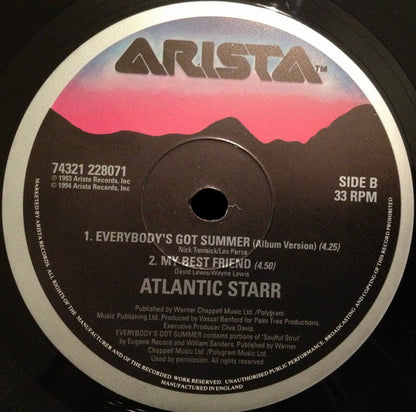 ARISTA™
74321 228071
℗ 1993 Arista Records, Inc
© 1994 Arista Records, Inc
SIDE B
33 RPM
1. EVERYBODY'S GOT SUMMER (Album Version) (4.25)
Nick Trevisick/Les Pierce
2. MY BEST FRIEND (4.50)
David Lewis/Wayne Lewis
ATLANTIC STARR
Published by Warner Chappell Music Ltd. /Polygram
Music Publishing Ltd. Produced by Vassal Benford for Palm Tree Productions.
Executive Producer Clive Davis.
EVERYBODY'S GOT SUMMER contains portions of 'Soulful Strut'
by Eugene Record and William Sanders. Published by Warner
Chappell Music Ltd. /Polygram Music Ltd.
Used by permission. All rights reserved
MARKETED BY ARISTA RECORDS. ALL RIGHTS OF THE MANUFACTURER AND OF THE OWNER OF THE RECORDED WORK RESERVED. UNAUTHORISED PUBLIC PERFORMANCE, BROADCASTING AND COPYING OF THIS RECORD PROHIBITED
MANUFACTURED IN ENGLAND